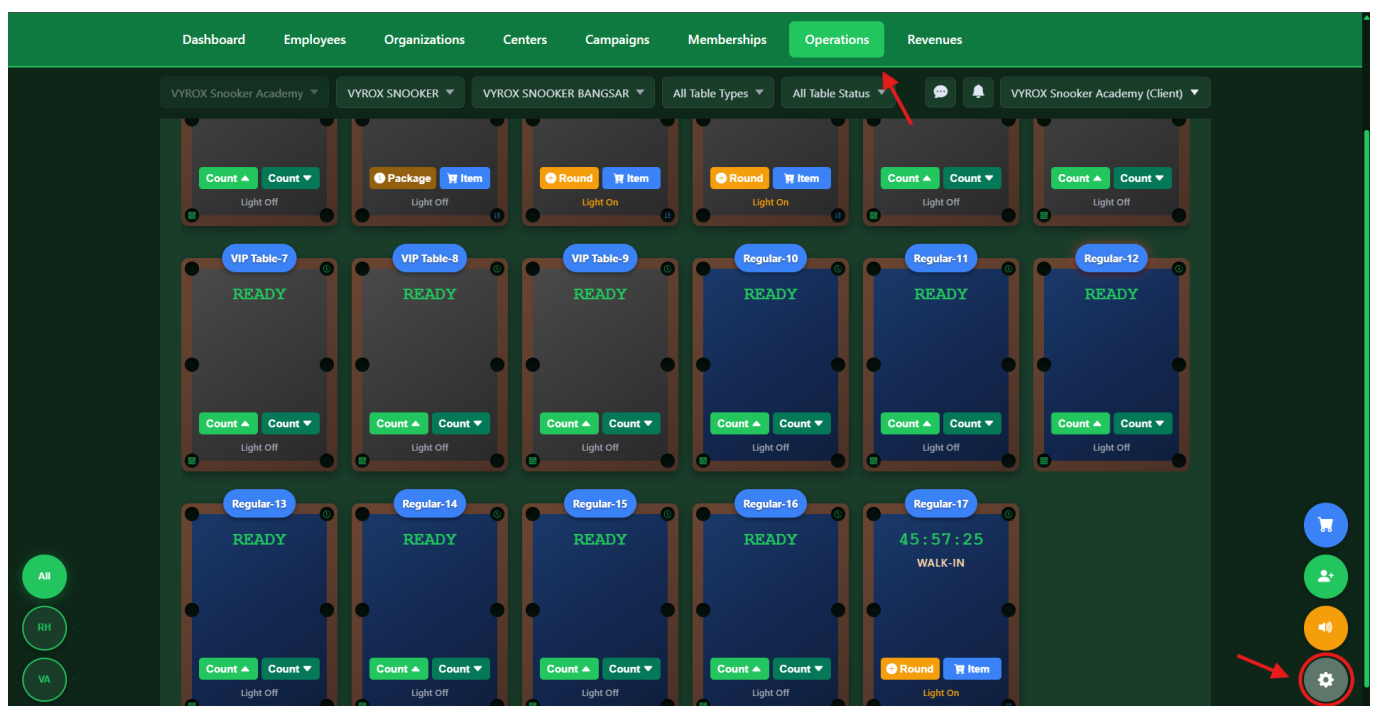 Dashboard Employees Organizations Centers Campaigns Memberships Operations Revenues
VYROX Snooker Academy VYROX SNOOKER VYROX SNOOKER BANGSAR All Table Types All Table Status VYROX Snooker Academy (Client)
Count Count Package Item Round Item Round Item Count Count Count Count
Light Off Light Off Light On Light On Light Off Light Off
VIP Table-7 VIP Table-8 VIP Table-9 Regular-10 Regular-11 Regular-12
READY READY READY READY READY READY
Count Count Count Count Count Count Count Count Count Count Count Count
Light Off Light Off Light Off Light Off Light Off Light Off
Regular-13 Regular-14 Regular-15 Regular-16 Regular-17
READY READY READY READY 45:57:25
WALK-IN
All
RH
Count Count Count Count Count Count Count Count Round Item
VA
Light Off Light Off Light Off Light Off Light On